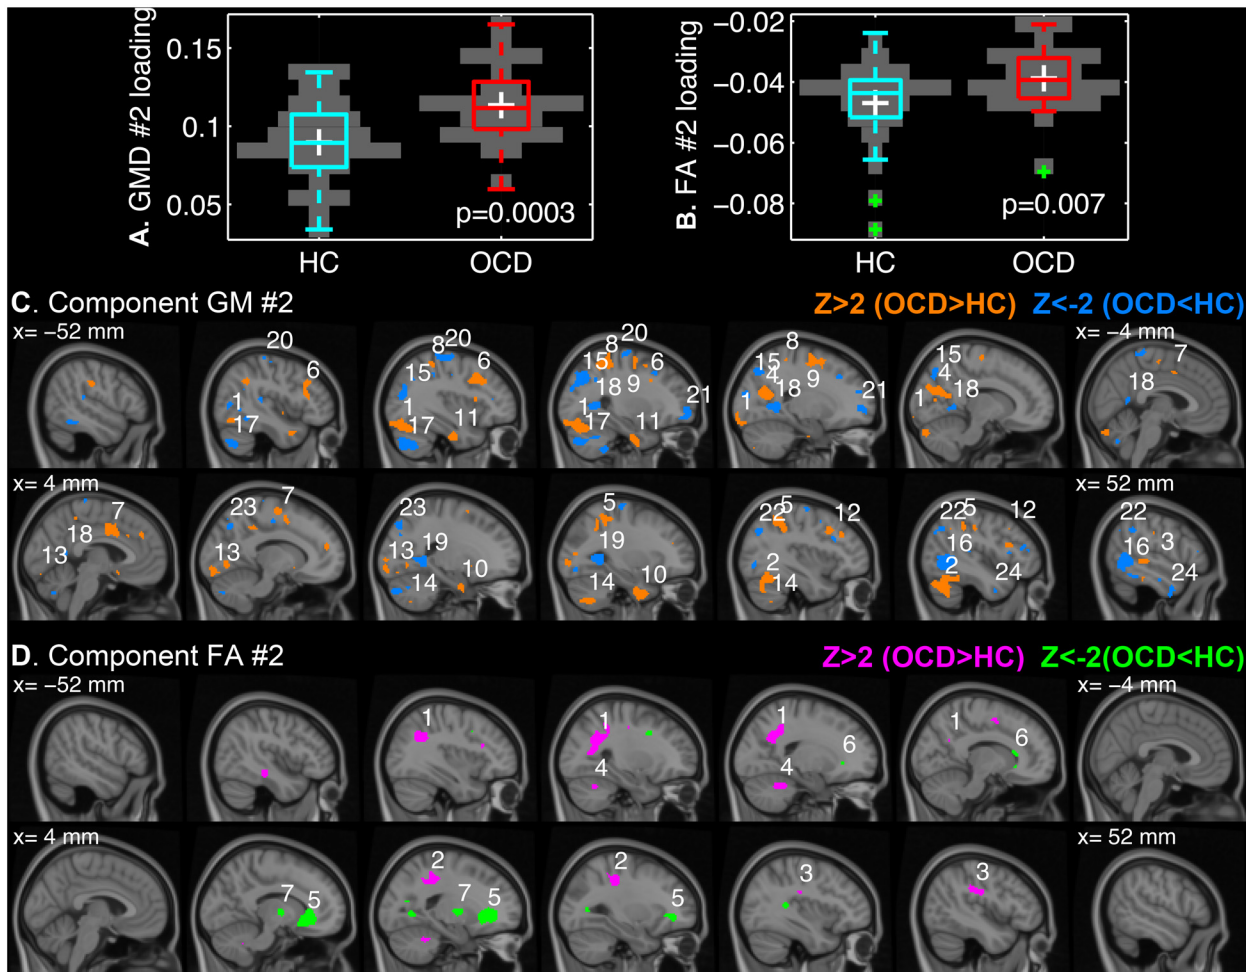 A. GMD #2 loading
0.15
0.1
0.05
p=0.0003
HC OCD
B. FA #2 loading
−0.02
−0.04
−0.06
−0.08
p=0.007
HC OCD
C. Component GM #2 Z>2 (OCD>HC) Z<-2 (OCD<HC)
x= −52 mm x= −4 mm
20 6 1 17
20 8 6 15 1 17 11
20 8 15 6 18 9 1 17 11 21
8 15 4 9 18 1 21
15 4 18 1
7 18
x= 4 mm x= 52 mm
7 18 13
7 23 13
23 13 19 14 10
5 19 14 10
5 22 12 2 14
22 5 12 16 2 24
22 3 16 24
D. Component FA #2 Z>2 (OCD>HC) Z<-2(OCD<HC)
x= −52 mm x= −4 mm
1
1 4
1 6 4
1 6
x= 4 mm x= 52 mm
7 5
2 7 5
2 5
3
3